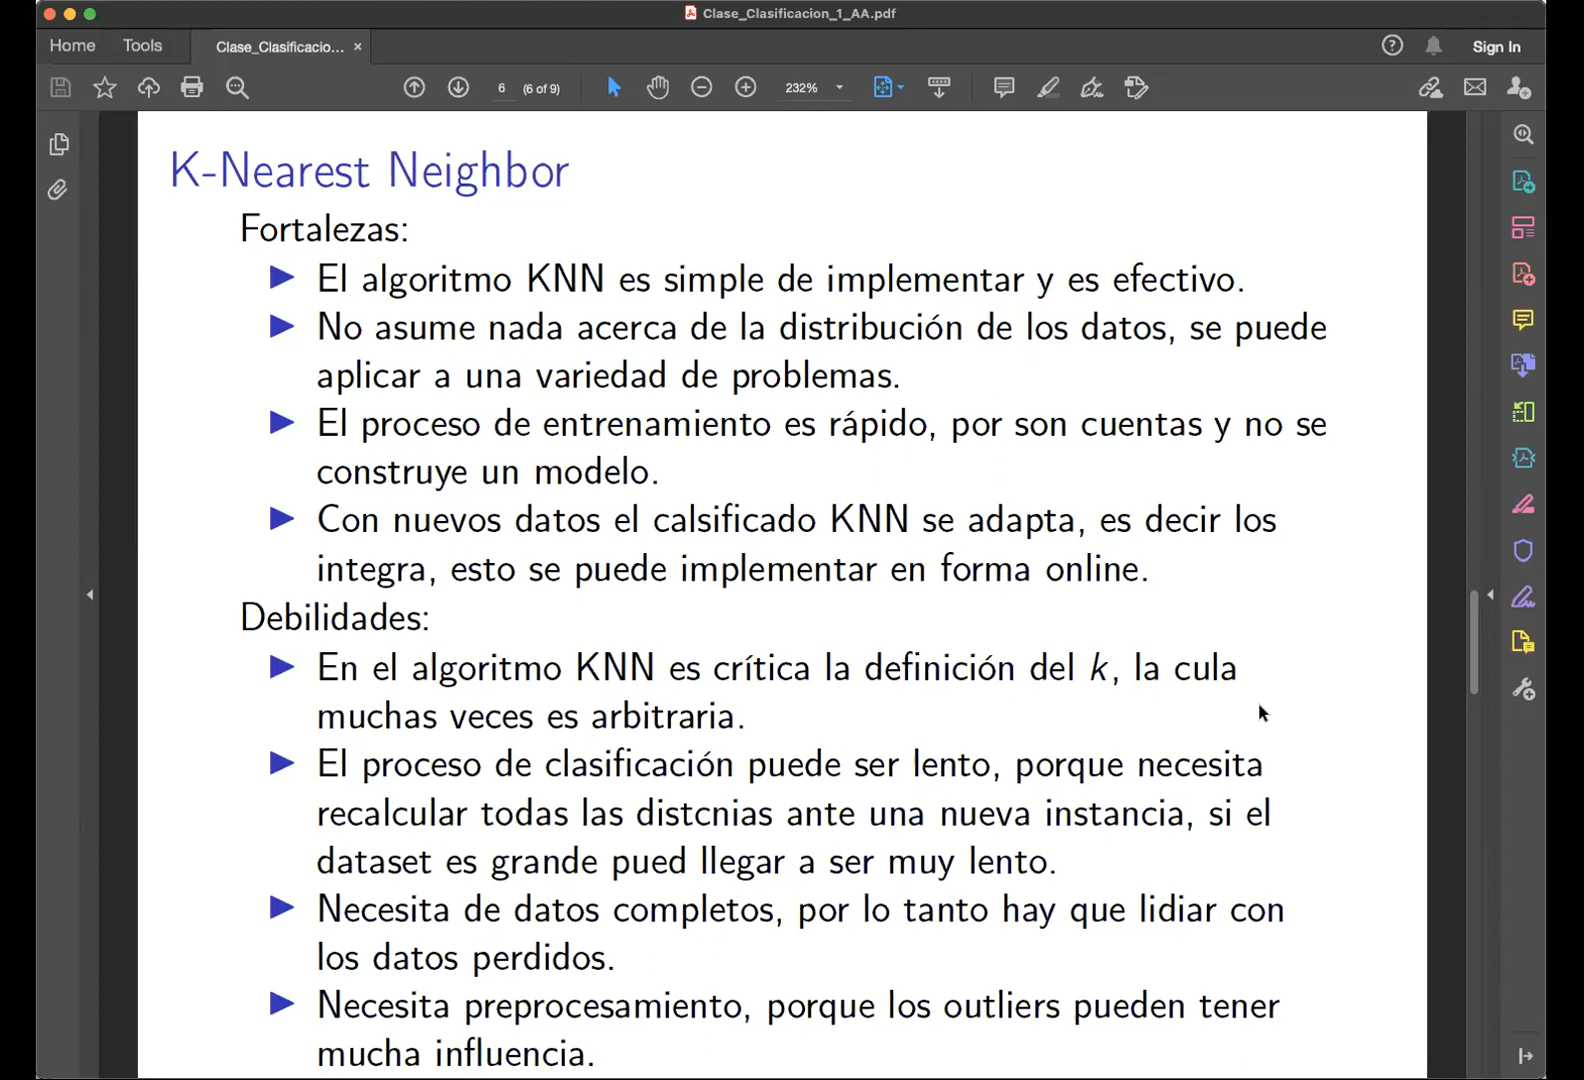 Clase_Clasificacion_1_AA.pdf
Home Tools Clase_Clasificacio... × Sign In
6 (6 of 9) 232%
K-Nearest Neighbor
Fortalezas:
▶ El algoritmo KNN es simple de implementar y es efectivo.
▶ No asume nada acerca de la distribución de los datos, se puede
aplicar a una variedad de problemas.
▶ El proceso de entrenamiento es rápido, por son cuentas y no se
construye un modelo.
▶ Con nuevos datos el calsificado KNN se adapta, es decir los
integra, esto se puede implementar en forma online.
Debilidades:
▶ En el algoritmo KNN es crítica la definición del k, la cula
muchas veces es arbitraria.
▶ El proceso de clasificación puede ser lento, porque necesita
recalcular todas las distcnias ante una nueva instancia, si el
dataset es grande pued llegar a ser muy lento.
▶ Necesita de datos completos, por lo tanto hay que lidiar con
los datos perdidos.
▶ Necesita preprocesamiento, porque los outliers pueden tener
mucha influencia.